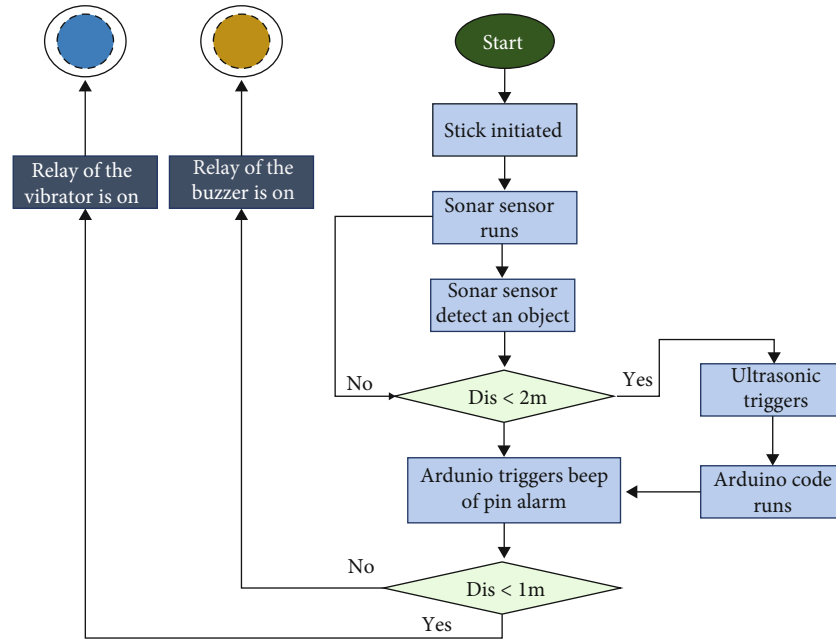 Start
Stick initiated
Relay of the
vibrator is on
Relay of the
buzzer is on
Sonar sensor
runs
Sonar sensor
detect an object
No
Dis < 2m
Yes
Ultrasonic
triggers
Ardunio triggers beep
of pin alarm
Arduino code
runs
No
Dis < 1m
Yes